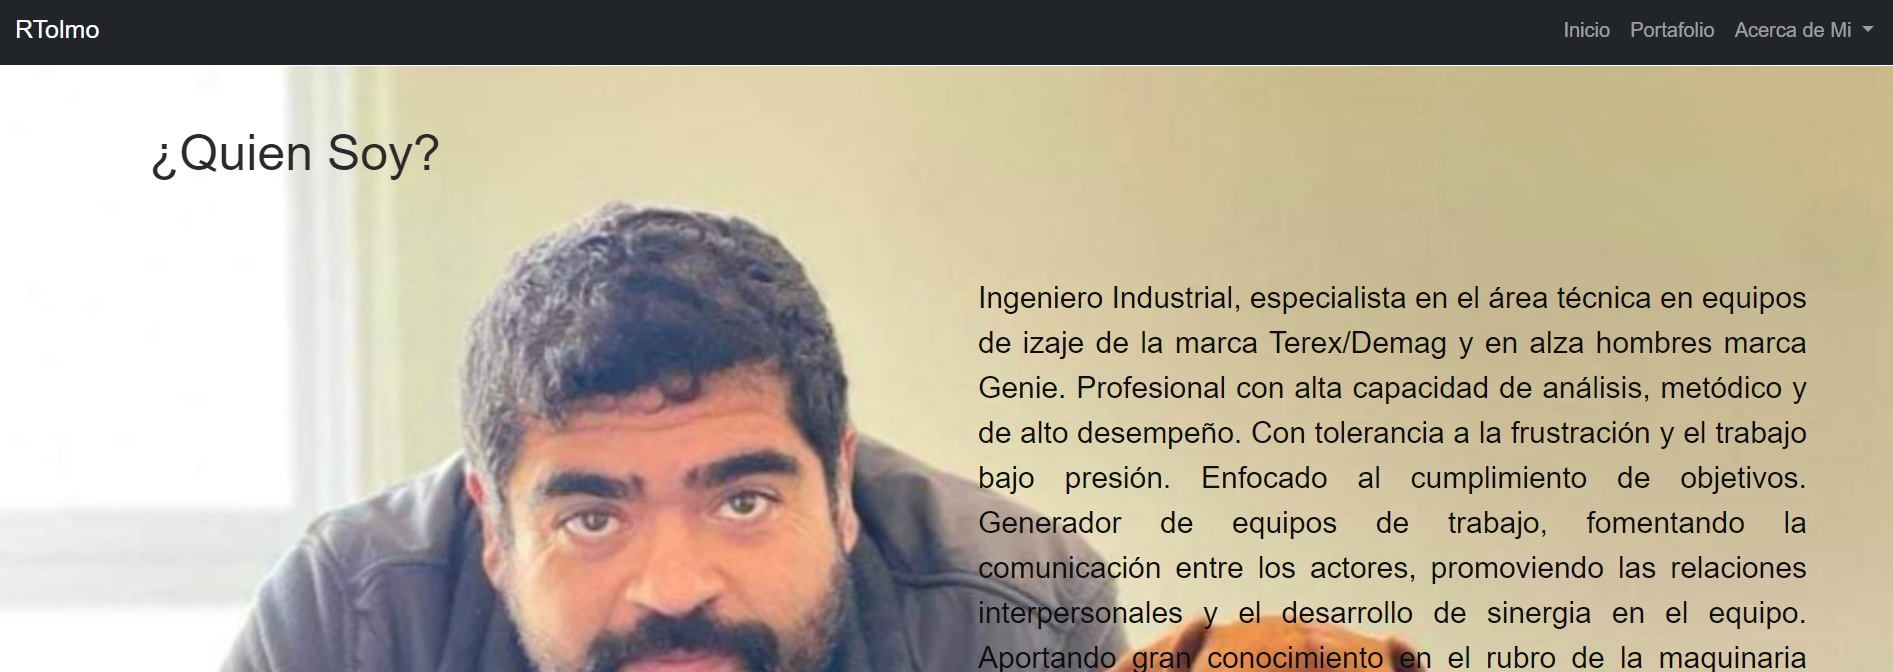 RTolmo
Inicio Portafolio Acerca de Mi
¿Quien Soy?
Ingeniero Industrial, especialista en el área técnica en equipos
de izaje de la marca Terex/Demag y en alza hombres marca
Genie. Profesional con alta capacidad de análisis, metódico y
de alto desempeño. Con tolerancia a la frustración y el trabajo
bajo presión. Enfocado al cumplimiento de objetivos.
Generador de equipos de trabajo, fomentando la
comunicación entre los actores, promoviendo las relaciones
interpersonales y el desarrollo de sinergia en el equipo.
Aportando gran conocimiento en el rubro de la maquinaria